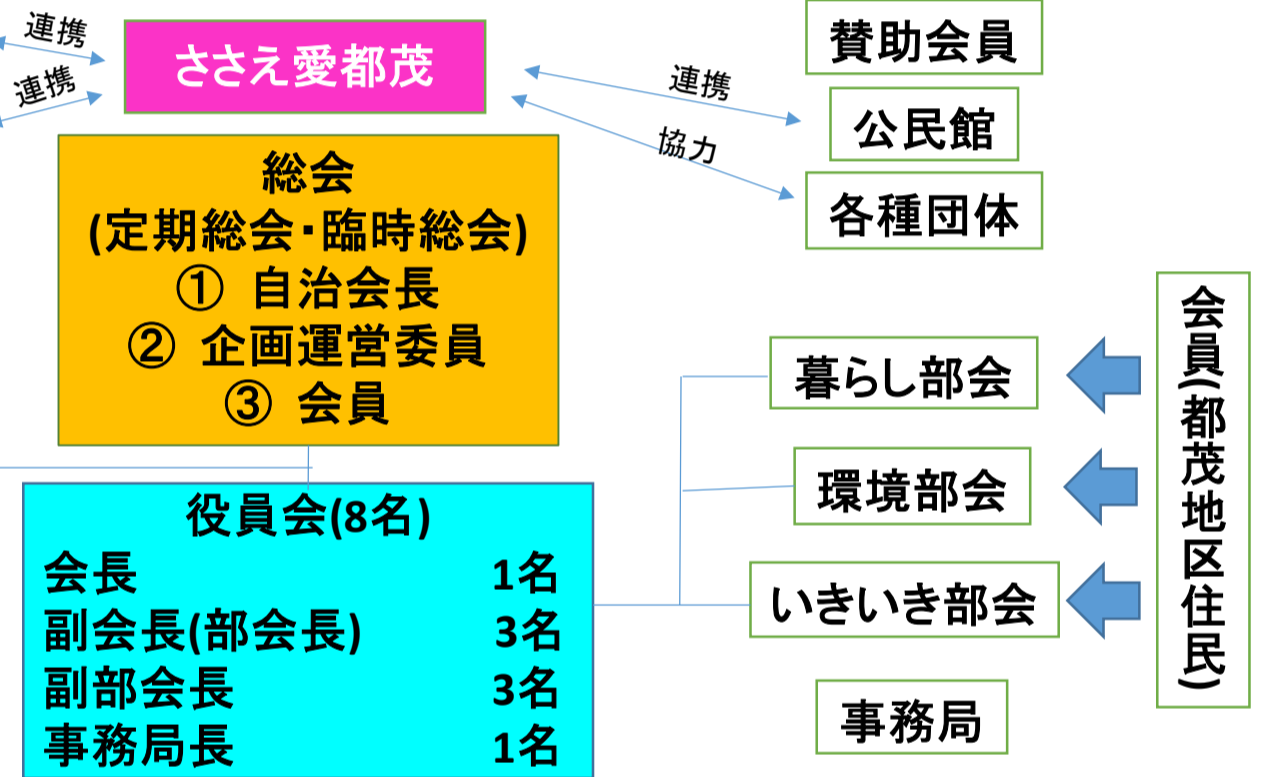 連携
連携
ささえ愛都茂
連携
協力
賛助会員
公民館
各種団体
総会
(定期総会・臨時総会)
① 自治会長
② 企画運営委員
③ 会員
役員会(8名)
会長 1名
副会長(部会長) 3名
副部会長 3名
事務局長 1名
暮らし部会
環境部会
いきいき部会
事務局
会員(都茂地区住民)